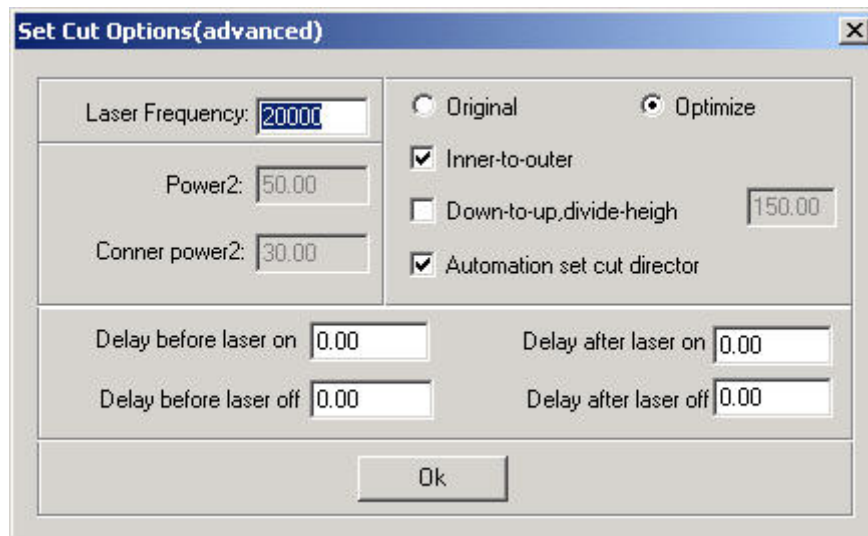 Set Cut Options(advanced)
Laser Frequency: 20000
Original Optimize
Inner-to-outer
Power2: 50.00
Down-to-up,divide-heigh 150.00
Conner power2: 30.00
Automation set cut director
Delay before laser on 0.00 Delay after laser on 0.00
Delay before laser off 0.00 Delay after laser off 0.00
Ok